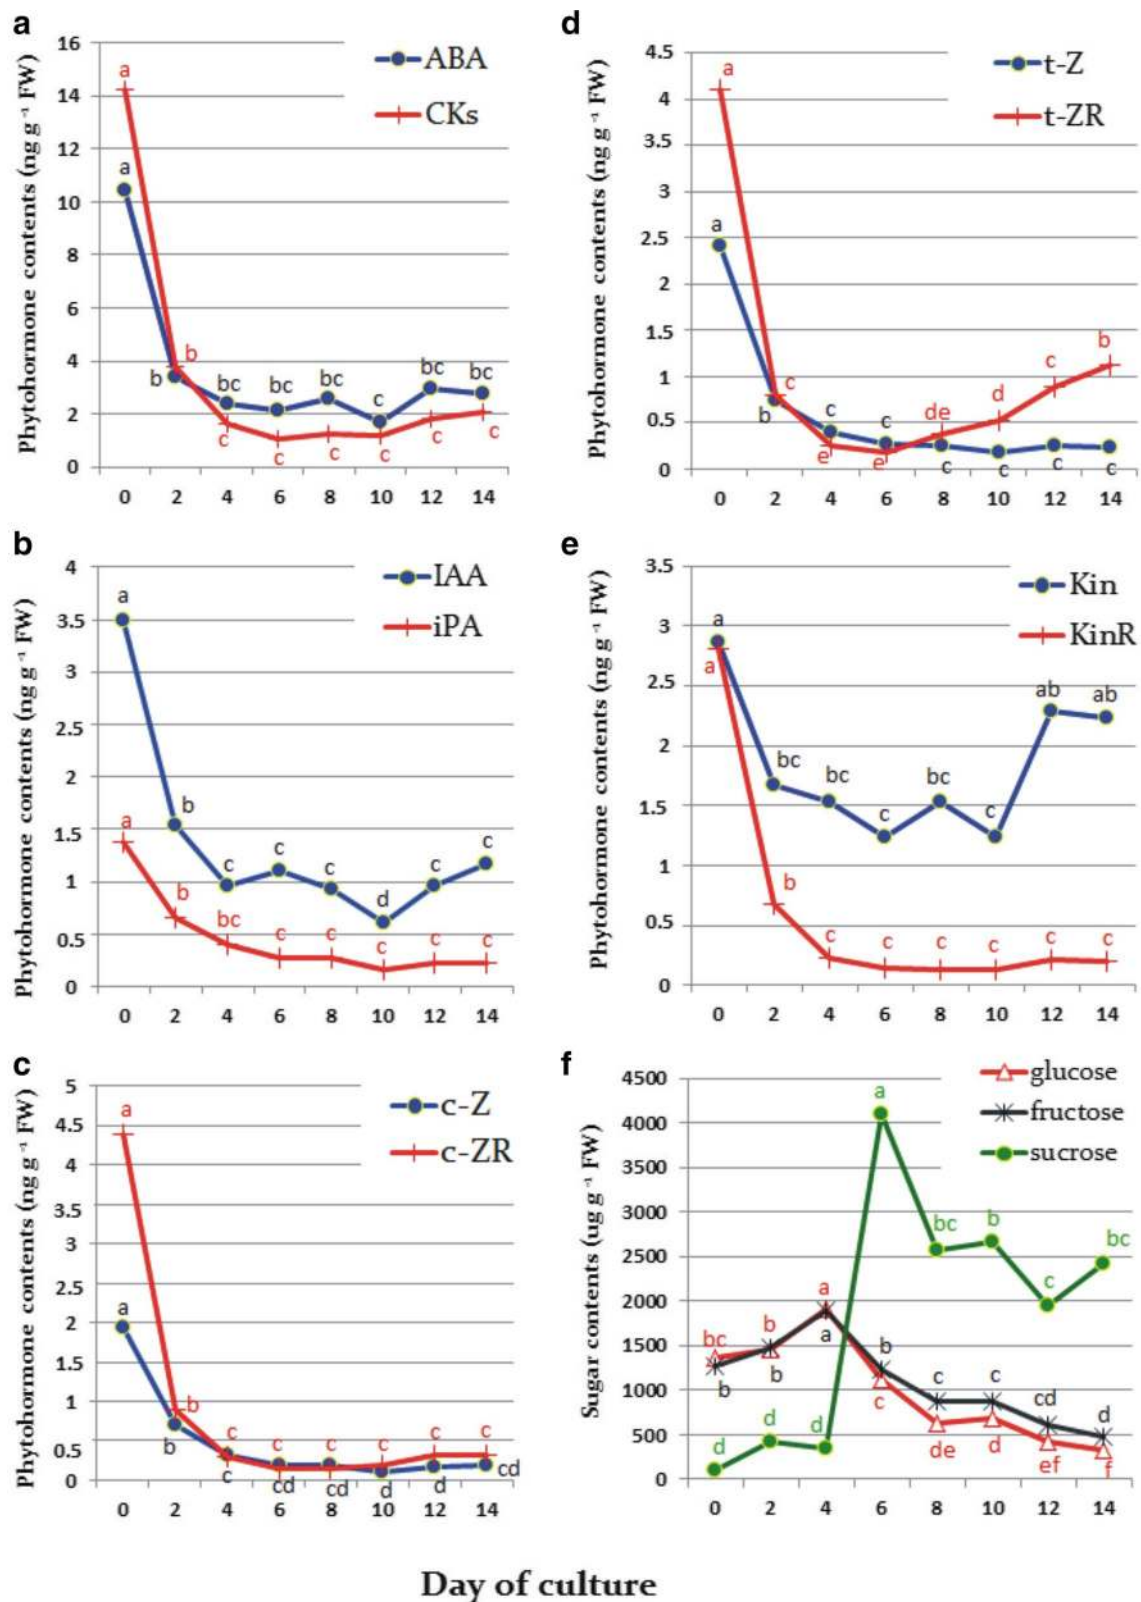 a
16
14
12
10
8
6
4
2
0
Phytohormone contents (ng g⁻¹ FW)
ABA
CKs
a
a
b
b
bc
bc
bc
c
bc
bc
c
c
c
c
c
c
0 2 4 6 8 10 12 14
b
4
3.5
3
2.5
2
1.5
1
0.5
0
Phytohormone contents (ng g⁻¹ FW)
IAA
iPA
a
a
b
b
c
c
c
d
c
c
bc
c
c
c
c
c
0 2 4 6 8 10 12 14
c
5
4.5
4
3.5
3
2.5
2
1.5
1
0.5
0
Phytohormone contents (ng g⁻¹ FW)
c-Z
c-ZR
a
a
b
b
c
c
c
c
c
c
c
cd
cd
d
d
cd
0 2 4 6 8 10 12 14
d
4.5
4
3.5
3
2.5
2
1.5
1
0.5
0
Phytohormone contents (ng g⁻¹ FW)
t-Z
t-ZR
a
a
c
b
c
c
de
d
c
b
e
e
c
c
c
c
0 2 4 6 8 10 12 14
e
3.5
3
2.5
2
1.5
1
0.5
0
Phytohormone contents (ng g⁻¹ FW)
Kin
KinR
a
a
bc
bc
c
bc
c
ab
ab
b
c
c
c
c
c
c
0 2 4 6 8 10 12 14
f
4500
4000
3500
3000
2500
2000
1500
1000
500
0
Sugar contents (ug g⁻¹ FW)
glucose
fructose
sucrose
a
bc
b
c
bc
a
bc
b
a
b
b
b
c
c
c
cd
d
d
d
d
de
d
ef
f
0 2 4 6 8 10 12 14
Day of culture